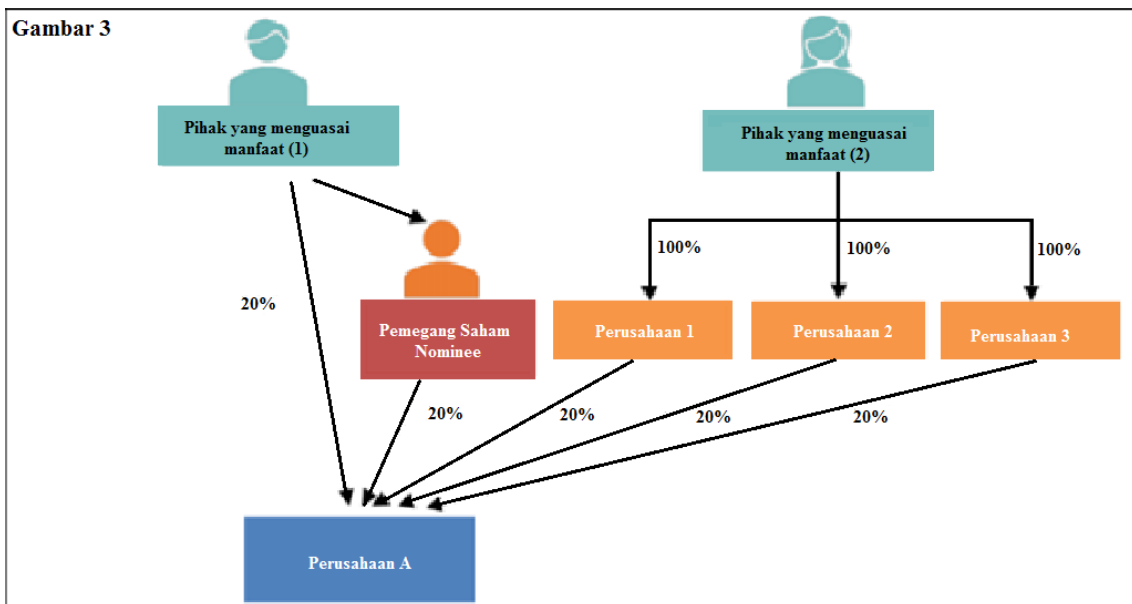 Gambar 3
Pihak yang menguasai
manfaat (1)
Pihak yang menguasai
manfaat (2)
100%
100%
100%
20%
Pemegang Saham
Nominee
Perusahaan 1
Perusahaan 2
Perusahaan 3
20%
20%
20%
20%
Perusahaan A